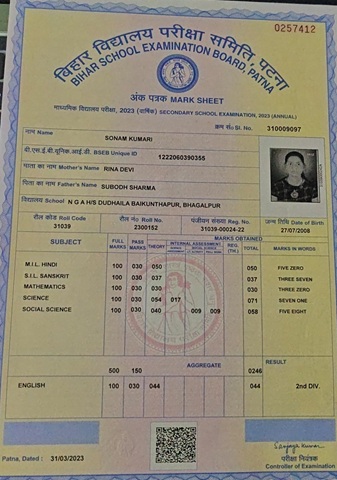 0257412
बिहार विद्यालय परीक्षा समिति, पटना
BIHAR SCHOOL EXAMINATION BOARD, PATNA
अंक पत्रक MARK SHEET
माध्यमिक विद्यालय परीक्षा, 2023 (वार्षिक) SECONDARY SCHOOL EXAMINATION, 2023 (ANNUAL)
क्रम सं० Sl. No. 310009097
नाम Name SONAM KUMARI
बी.एस.ई.बी.यूनिक.आई.डी. BSEB Unique ID 1222060390355
माता का नाम Mother's Name RINA DEVI
पिता का नाम Father's Name SUBODH SHARMA
विद्यालय School N G A H/S DUDHAILA BAIKUNTHAPUR, BHAGALPUR
रौल कोड Roll Code रौल नं० Roll No. पंजीयन संख्या Reg. No. जन्म तिथि Date of Birth
31039 2300152 31039-00024-22 27/07/2008
SUBJECT FULL MARKS PASS MARKS MARKS OBTAINED
THEORY INTERNAL ASSESSMENT REG. TOTAL MARKS IN WORDS
M.I.L. HINDI 100 030 050 050 FIVE ZERO
S.I.L. SANSKRIT 100 030 037 037 THREE SEVEN
MATHEMATICS 100 030 030 030 THREE ZERO
SCIENCE 100 030 054 017 071 SEVEN ONE
SOCIAL SCIENCE 100 030 040 009 009 058 FIVE EIGHT
AGGREGATE RESULT
500 150 0246
ENGLISH 100 030 044 044 2nd DIV.
Patna, Dated : 31/03/2023
परीक्षा नियंत्रक
Controller of Examination